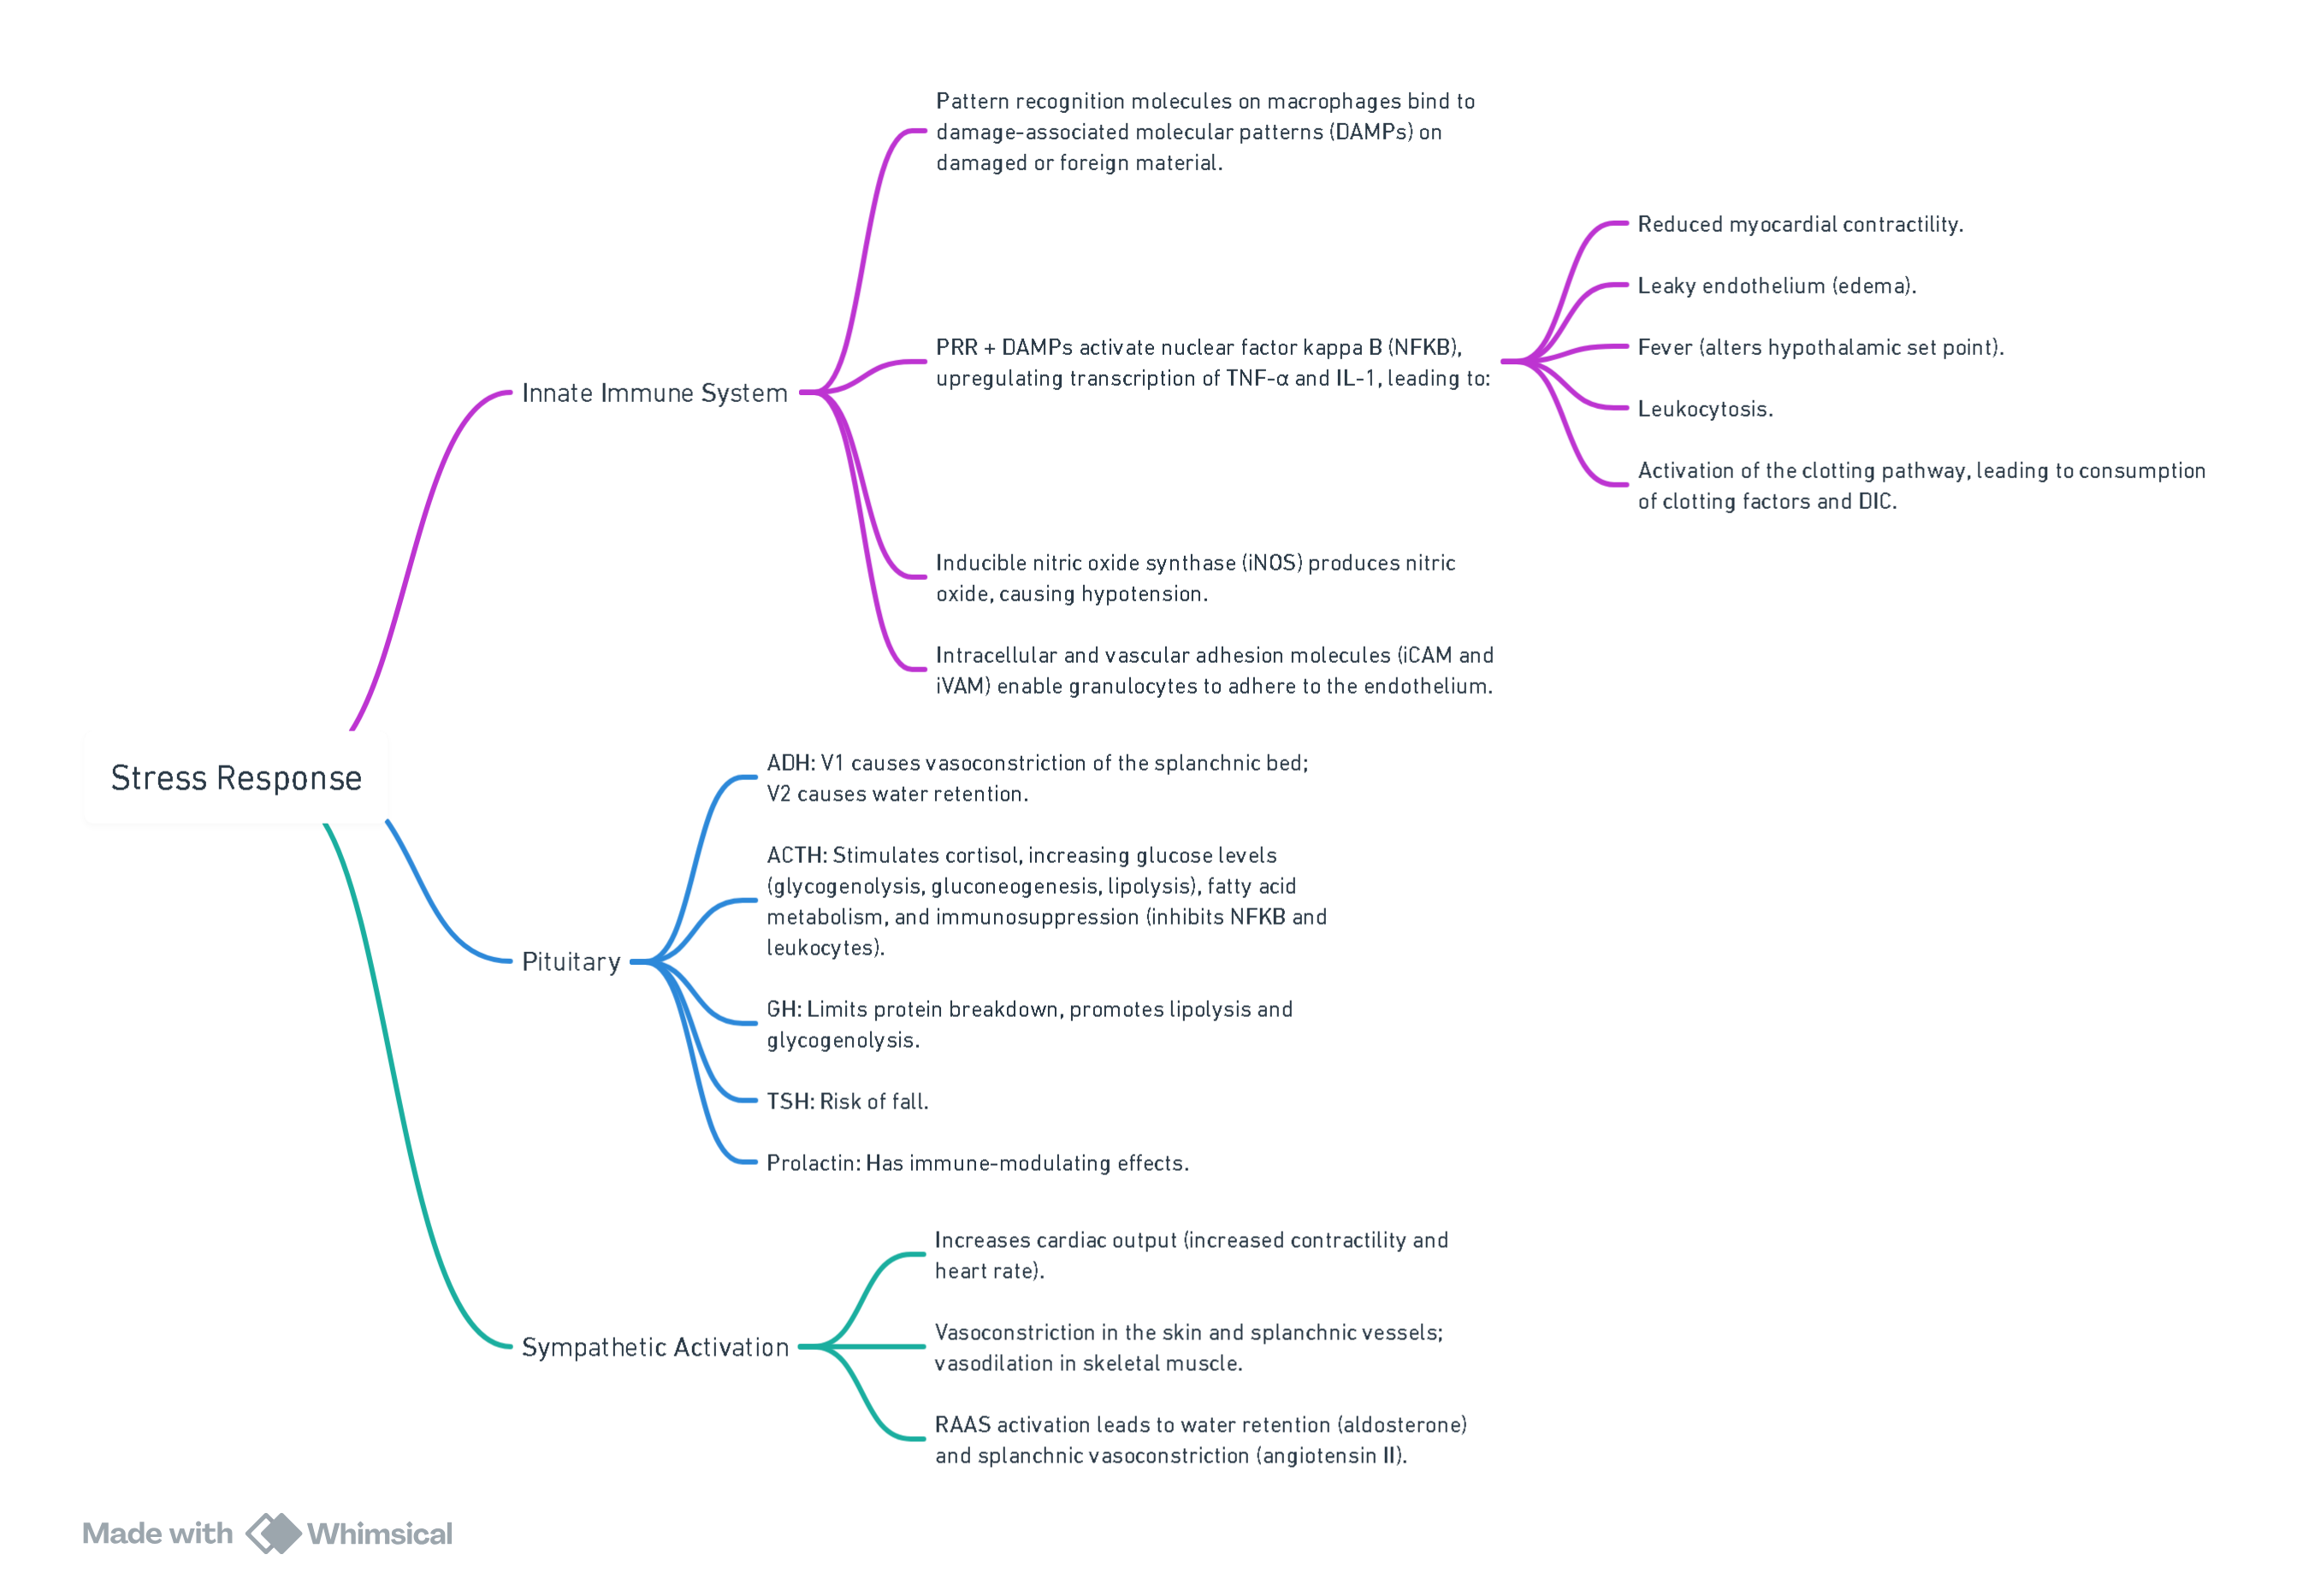 Stress Response
Innate Immune System
Pattern recognition molecules on macrophages bind to
damage-associated molecular patterns (DAMPs) on
damaged or foreign material.
PRR + DAMPs activate nuclear factor kappa B (NFKB),
upregulating transcription of TNF-α and IL-1, leading to:
Reduced myocardial contractility.
Leaky endothelium (edema).
Fever (alters hypothalamic set point).
Leukocytosis.
Activation of the clotting pathway, leading to consumption
of clotting factors and DIC.
Inducible nitric oxide synthase (iNOS) produces nitric
oxide, causing hypotension.
Intracellular and vascular adhesion molecules (iCAM and
iVAM) enable granulocytes to adhere to the endothelium.
Pituitary
ADH: V1 causes vasoconstriction of the splanchnic bed;
V2 causes water retention.
ACTH: Stimulates cortisol, increasing glucose levels
(glycogenolysis, gluconeogenesis, lipolysis), fatty acid
metabolism, and immunosuppression (inhibits NFKB and
leukocytes).
GH: Limits protein breakdown, promotes lipolysis and
glycogenolysis.
TSH: Risk of fall.
Prolactin: Has immune-modulating effects.
Sympathetic Activation
Increases cardiac output (increased contractility and
heart rate).
Vasoconstriction in the skin and splanchnic vessels;
vasodilation in skeletal muscle.
RAAS activation leads to water retention (aldosterone)
and splanchnic vasoconstriction (angiotensin II).
Made with Whimsical